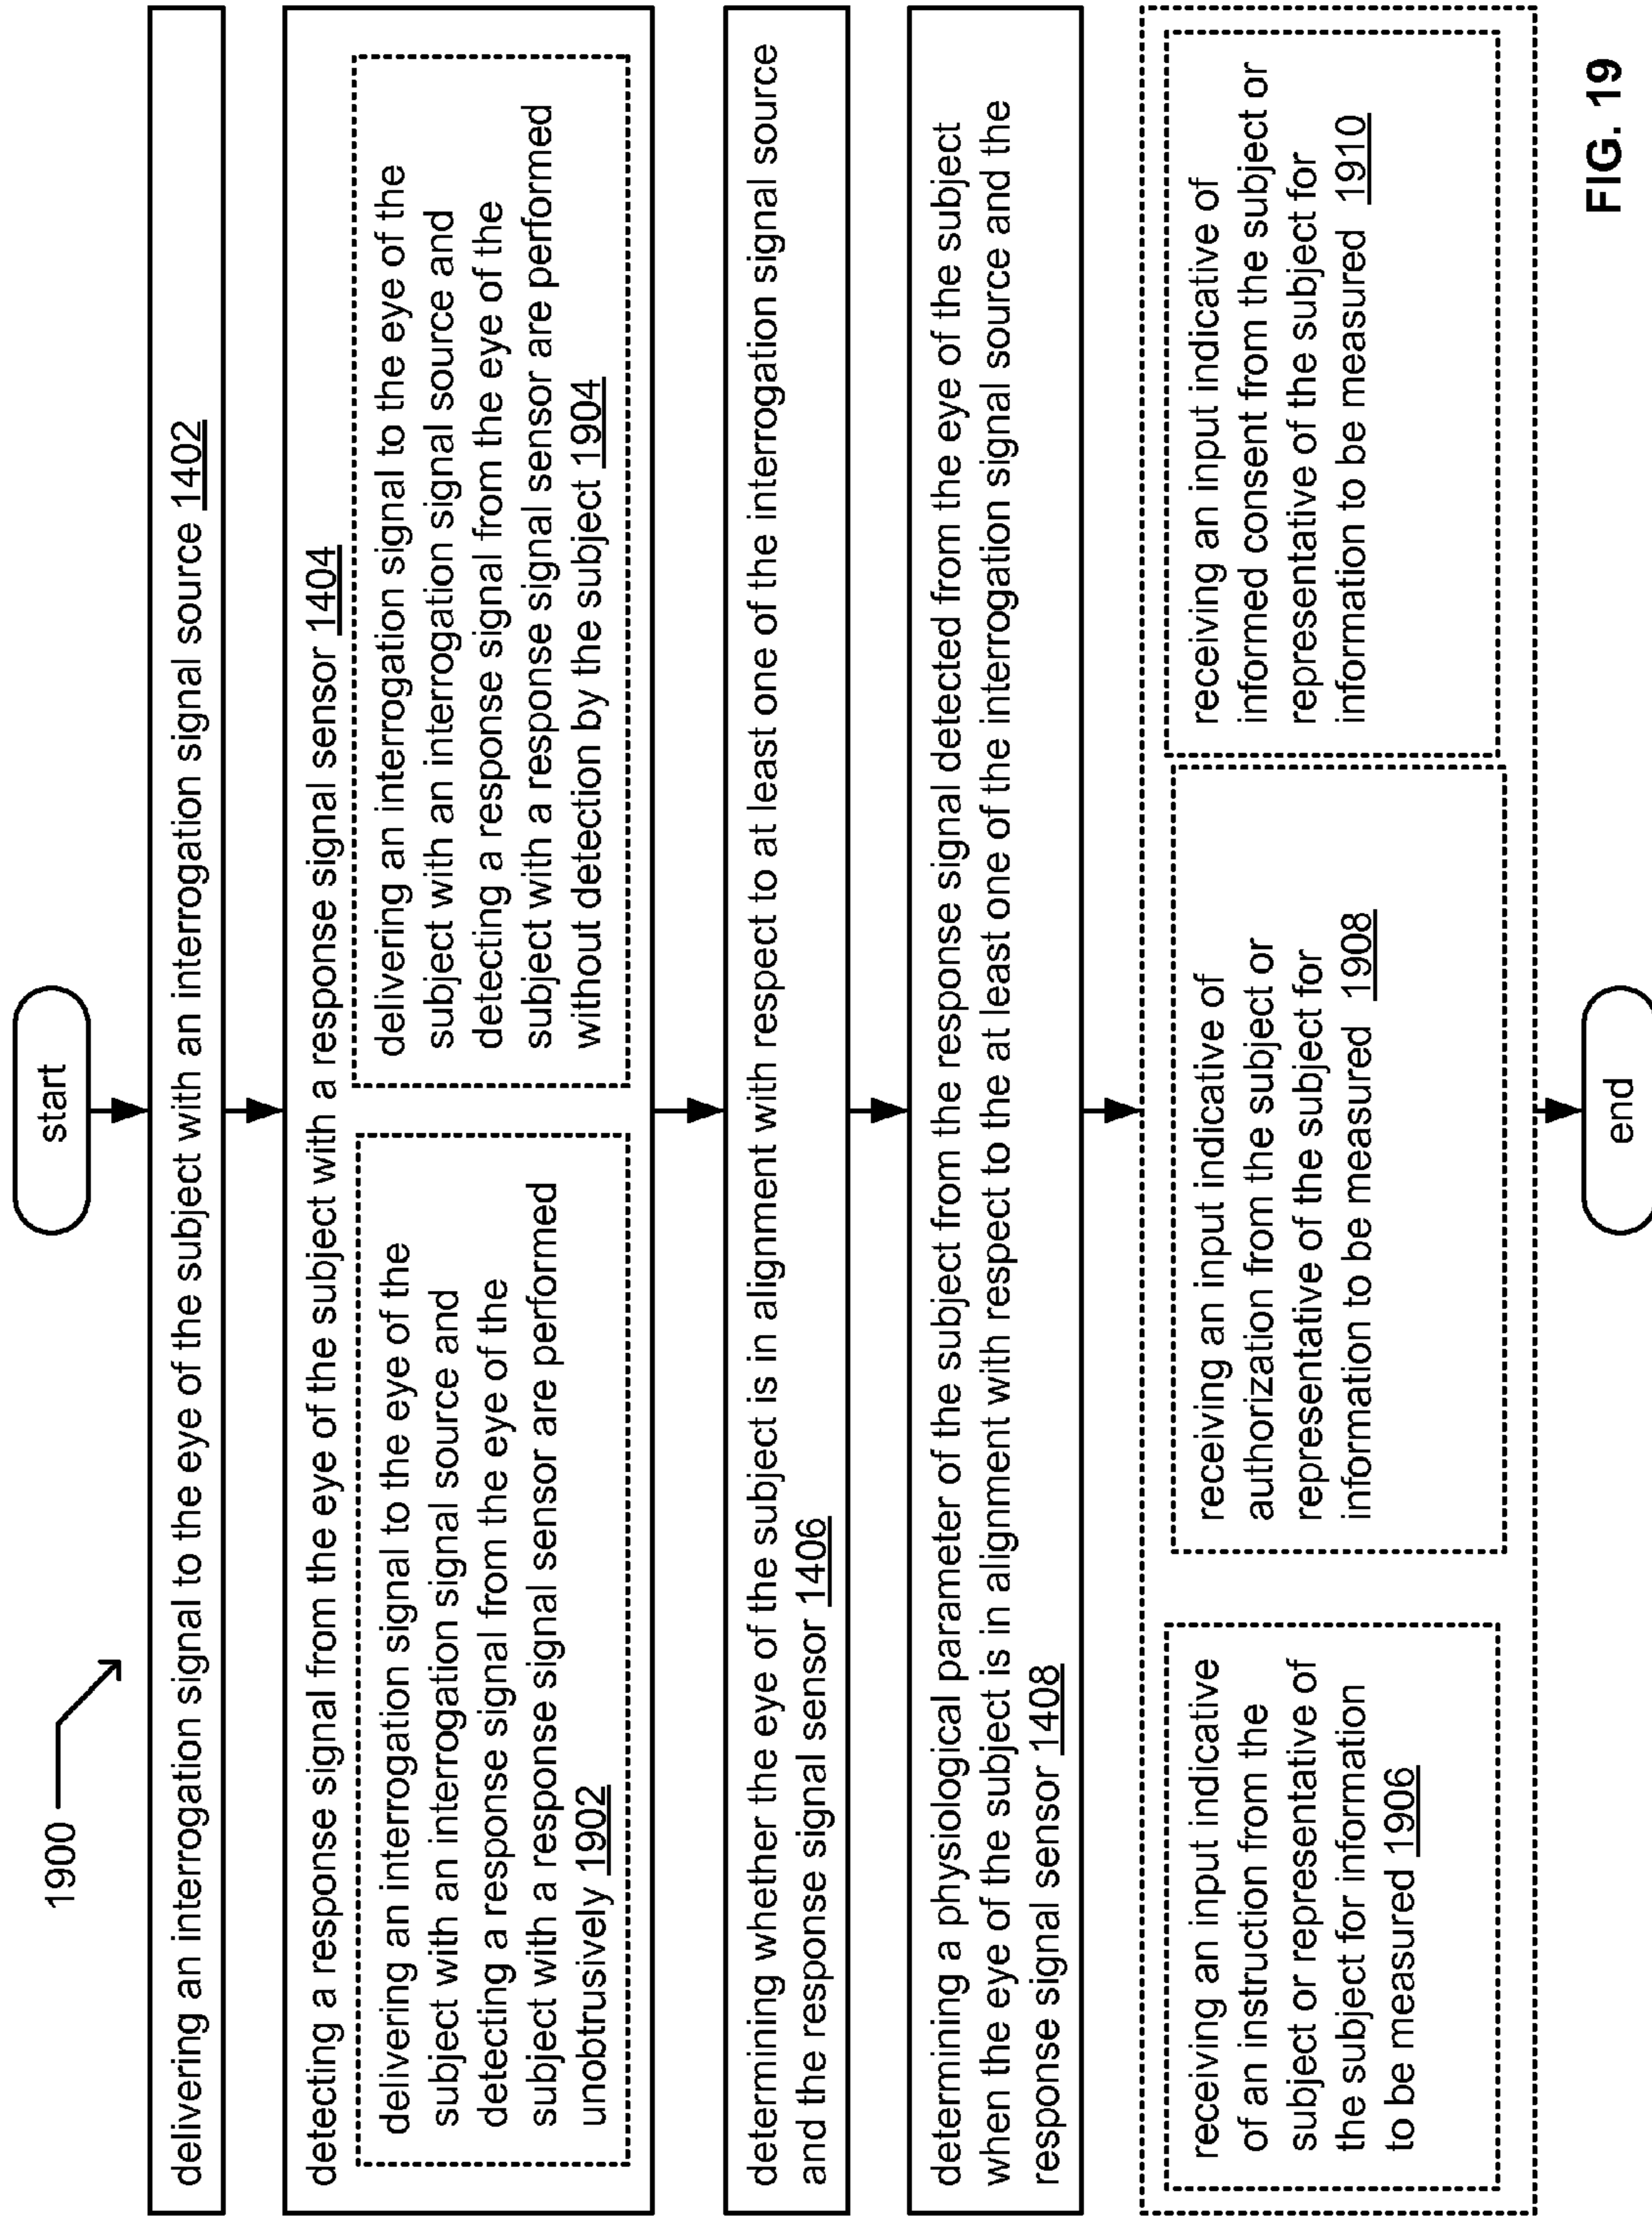 1900
start
delivering an interrogation signal to the eye of the subject with an interrogation signal source 1402
detecting a response signal from the eye of the subject with a response signal sensor 1404
delivering an interrogation signal to the eye of the
subject with an interrogation signal source and
detecting a response signal from the eye of the
subject with a response signal sensor are performed
unobtrusively 1902
delivering an interrogation signal to the eye of the
subject with an interrogation signal source and
detecting a response signal from the eye of the
subject with a response signal sensor are performed
without detection by the subject 1904
determining whether the eye of the subject is in alignment with respect to at least one of the interrogation signal source
and the response signal sensor 1406
determining a physiological parameter of the subject from the response signal detected from the eye of the subject
when the eye of the subject is in alignment with respect to the at least one of the interrogation signal source and the
response signal sensor 1408
receiving an input indicative
of an instruction from the
subject or representative of
the subject for information
to be measured 1906
receiving an input indicative of
authorization from the subject or
representative of the subject for
information to be measured 1908
receiving an input indicative of
informed consent from the subject or
representative of the subject for
information to be measured 1910
end
FIG. 19